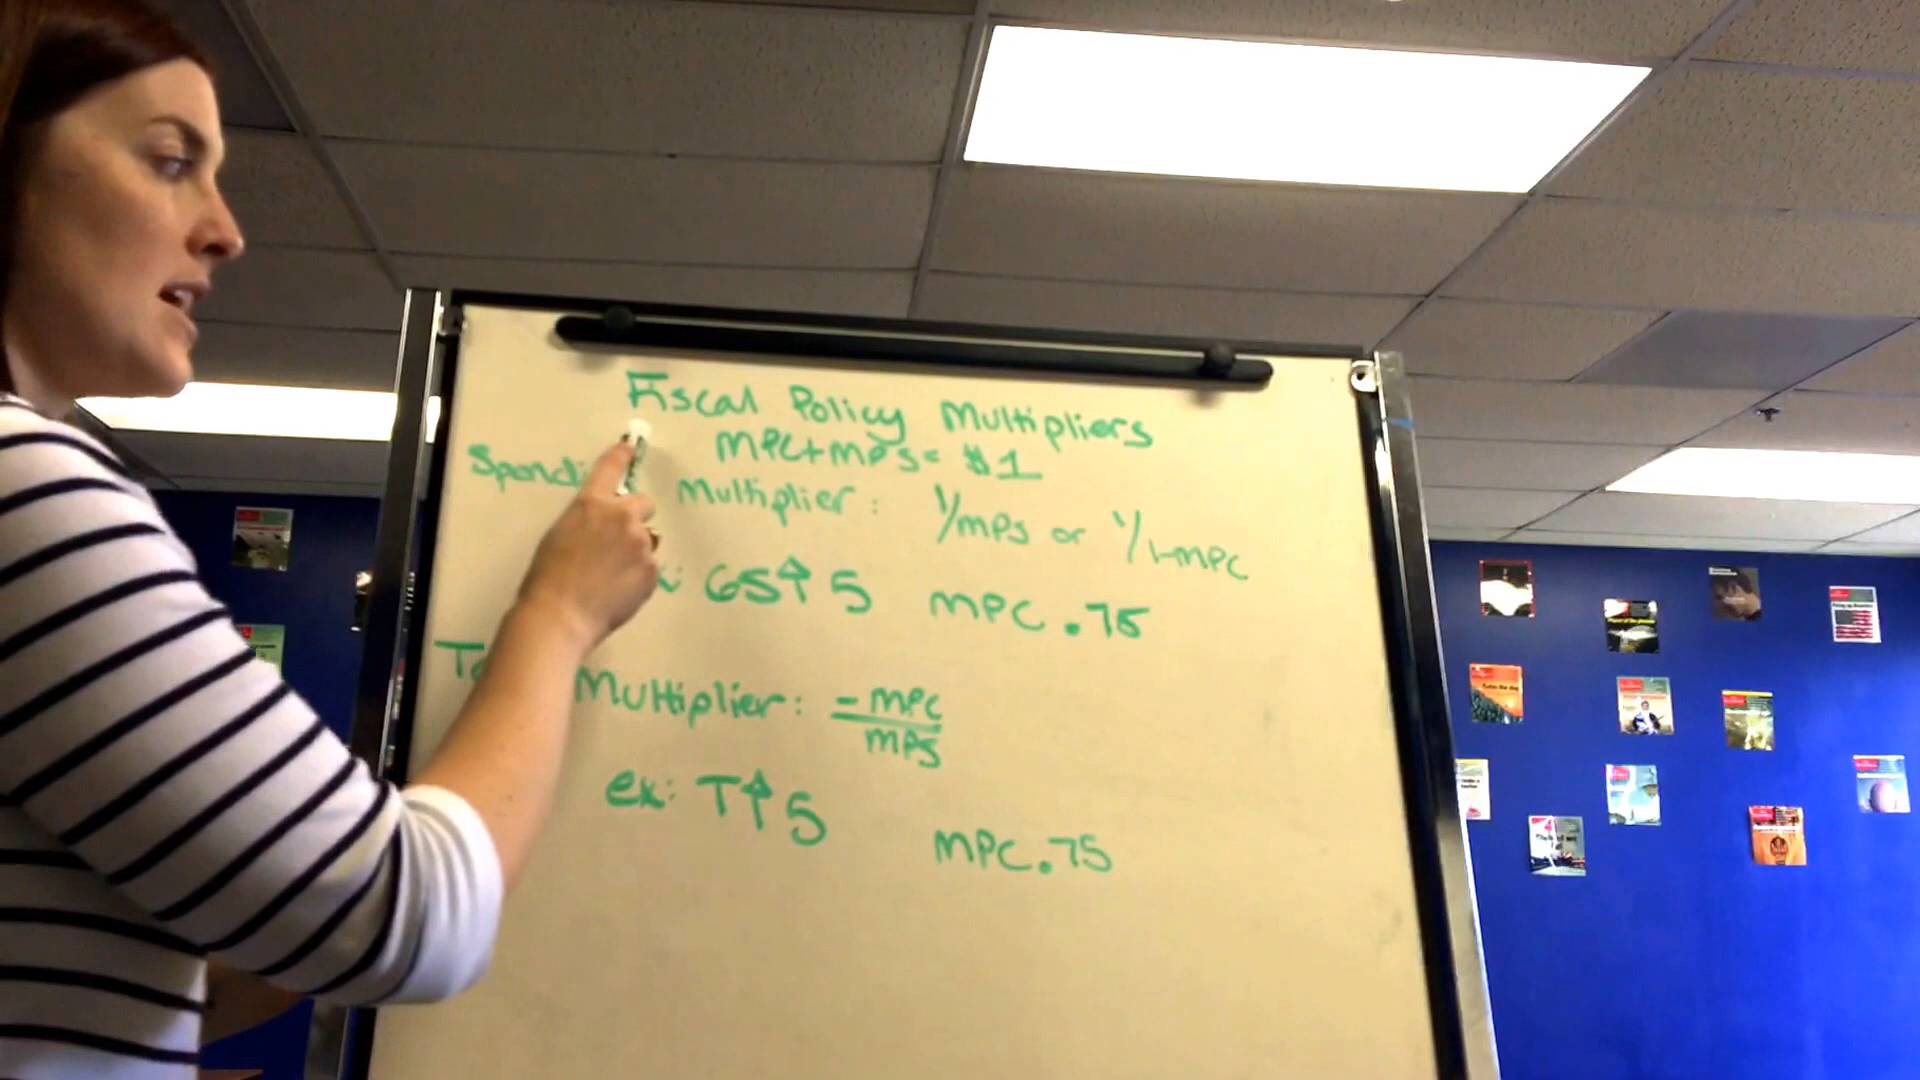 Fiscal Policy Multipliers
MPC+MPS= $1
Spendi Multiplier: 1/MPS or 1/1-MPC
: GS↑ 5 MPC .75
Multiplier: -MPC/MPS
ex: T↑ 5 MPC .75